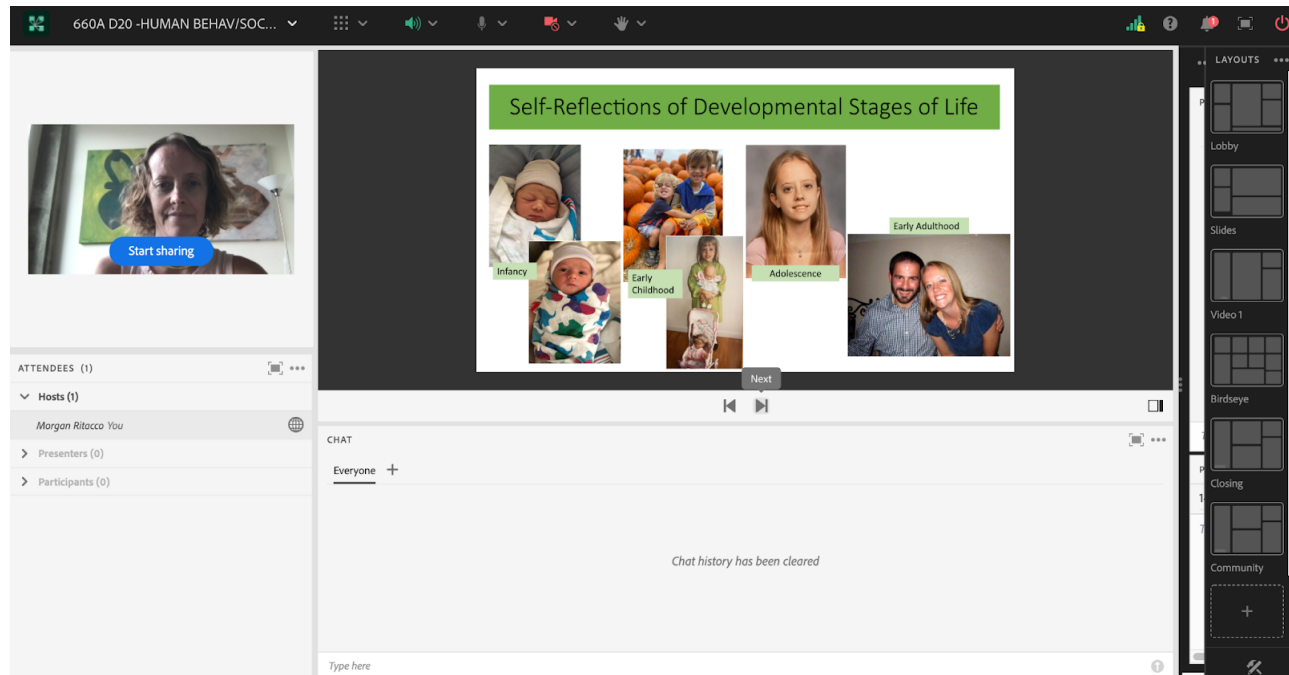 660A D20 -HUMAN BEHAV/SOC...
1
LAYOUTS
Self-Reflections of Developmental Stages of Life
Early Adulthood
Infancy
Early
Childhood
Adolescence
Start sharing
ATTENDEES (1)
Hosts (1)
Morgan Ritacco You
Presenters (0)
Participants (0)
Next
CHAT
Everyone
Chat history has been cleared
Type here
Lobby
Slides
Video 1
Birdseye
Closing
Community